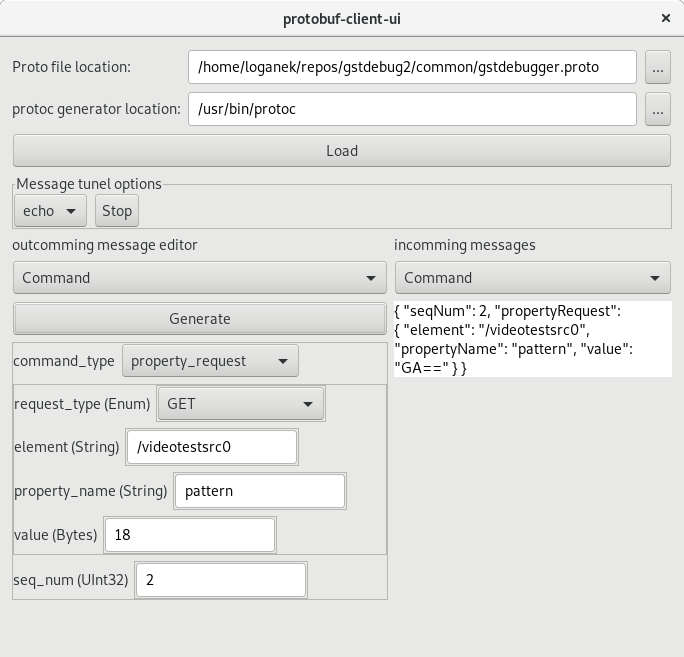 protobuf-client-ui
×
Proto file location:
/home/loganek/repos/gstdebug2/common/gstdebugger.proto
...
protoc generator location:
/usr/bin/protoc
...
Load
Message tunel options
echo
Stop
outcomming message editor
incomming messages
Command
Command
Generate
{ "seqNum": 2, "propertyRequest":
{ "element": "/videotestsrc0",
"propertyName": "pattern", "value":
"GA==" } }
command_type
property_request
request_type (Enum)
GET
element (String)
/videotestsrc0
property_name (String)
pattern
value (Bytes)
18
seq_num (UInt32)
2